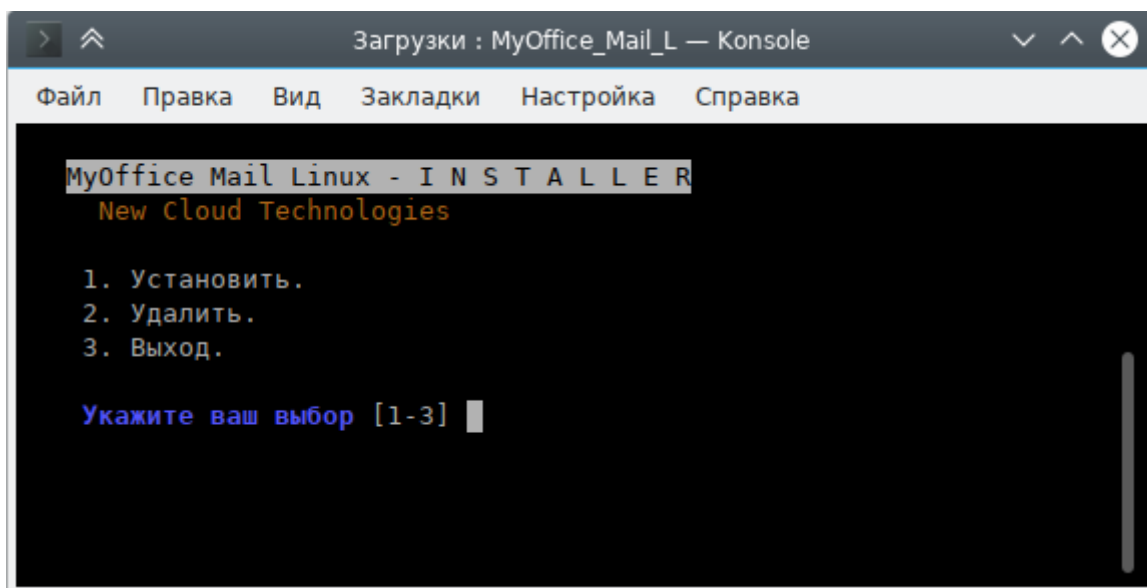 Загрузки : MyOffice_Mail_L — Konsole
Файл Правка Вид Закладки Настройка Справка
MyOffice Mail Linux - I N S T A L L E R
New Cloud Technologies
1. Установить.
2. Удалить.
3. Выход.
Укажите ваш выбор [1-3]